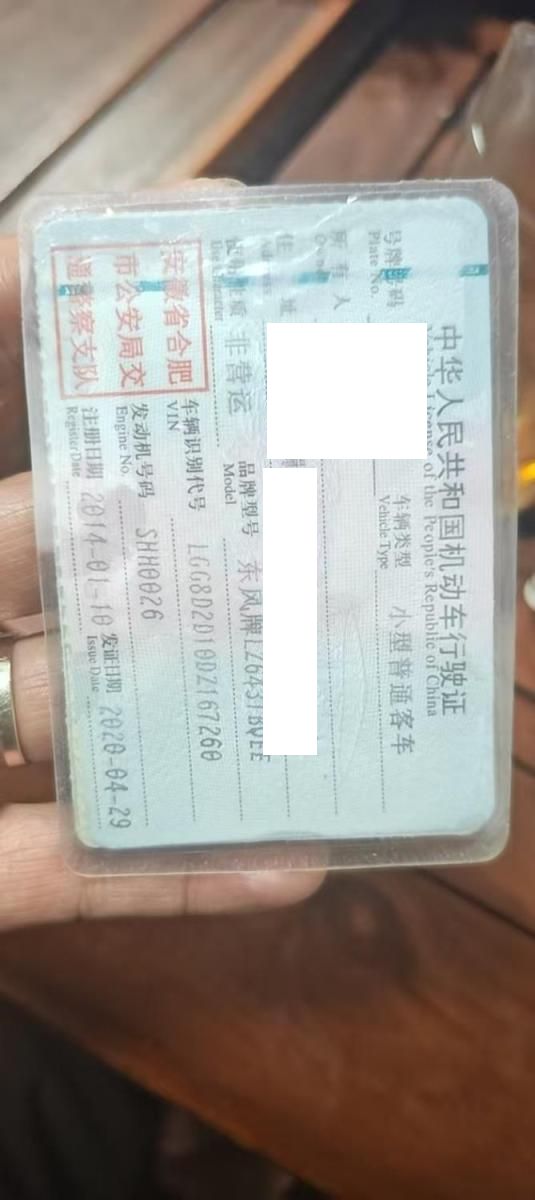 中华人民共和国机动车行驶证
Vehicle License of the People's Republic of China
号牌号码
Plate No.
车辆类型 小型普通客车
Vehicle Type
所有人
Owner
住 址
Address
使用性质 非营运
Use Character
品牌型号 东风牌LZ6431BQEE
Model
安徽省合肥
市公安局交
通警察支队
车辆识别代号 LGG8D2D10DZ167260
VIN
发动机号码 SHH0026
Engine No.
注册日期 2014-01-10 发证日期 2020-04-29
Register Date Issue Date